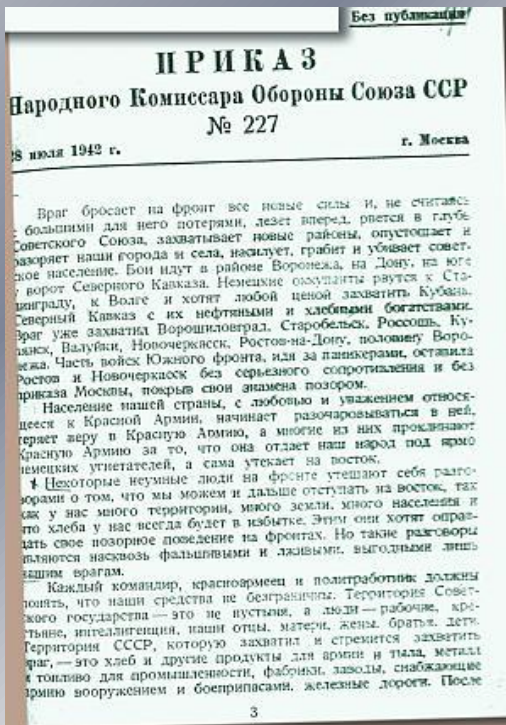 Без публикации
ПРИКАЗ
Народного Комиссара Обороны Союза ССР
№ 227
28 июля 1942 г. г. Москва
Враг бросает на фронт все новые силы и, не считаясь
с большими для него потерями, лезет вперед, рвется в глубь
Советского Союза, захватывает новые районы, опустошает и
разоряет наши города и села, насилует, грабит и убивает совет-
ское население. Бои идут в районе Воронежа, на Дону, на юге
у ворот Северного Кавказа. Немецкие оккупанты рвутся к Ста-
линграду, к Волге и хотят любой ценой захватить Кубань,
Северный Кавказ с их нефтяными и хлебными богатствами.
Враг уже захватил Ворошиловград, Старобельск, Россошь, Ку-
пянск, Валуйки, Новочеркасск, Ростов-на-Дону, половину Воро-
нежа. Часть войск Южного фронта, идя за паникерами, оставила
Ростов и Новочеркасск без серьезного сопротивления и без
приказа Москвы, покрыв свои знамена позором.
Население нашей страны, с любовью и уважением относя-
щееся к Красной Армии, начинает разочаровываться в ней,
теряет веру в Красную Армию, а многие из них проклинают
Красную Армию за то, что она отдает наш народ под ярмо
немецких угнетателей, а сама утекает на восток.
Некоторые неумные люди на фронте утешают себя разго-
ворами о том, что мы можем и дальше отступать на восток, так
как у нас много территории, много земли, много населения и
что хлеба у нас всегда будет в избытке. Этим они хотят оправ-
дать свое позорное поведение на фронтах. Но такие разговоры
являются насквозь фальшивыми и лживыми, выгодными лишь
нашим врагам.
Каждый командир, красноармеец и политработник должны
понять, что наши средства не безграничны. Территория Совет-
ского государства — это не пустыня, а люди — рабочие, кре-
стьяне, интеллигенция, наши отцы, матери, жены, братья, дети.
Территория СССР, которую захватил и стремится захватить
враг, — это хлеб и другие продукты для армии и тыла, металл
и топливо для промышленности, фабрики, заводы, снабжающие
армию вооружением и боеприпасами, железные дороги. После
3